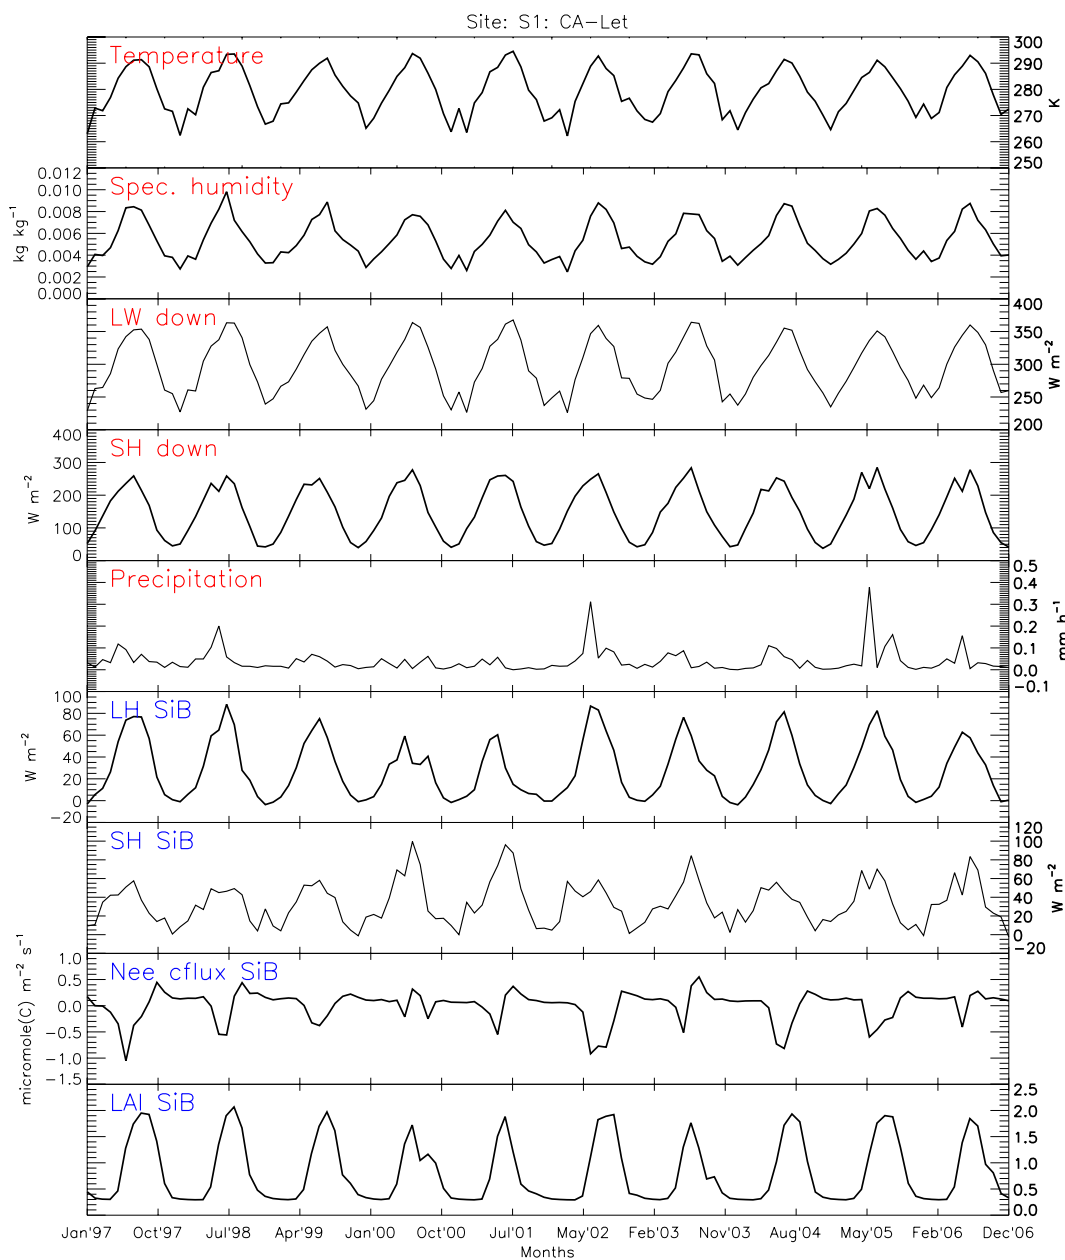 Site: S1: CA-Let
Temperature
300
290
280
270
260
250
K
Spec. humidity
0.012
0.010
0.008
0.006
0.004
0.002
0.000
kg kg⁻¹
LW down
400
350
300
250
200
W m⁻²
SH down
400
300
200
100
0
W m⁻²
Precipitation
0.5
0.4
0.3
0.2
0.1
0.0
-0.1
mm h⁻¹
LH SiB
100
80
60
40
20
0
-20
W m⁻²
SH SiB
120
100
80
60
40
20
0
-20
W m⁻²
Nee cflux SiB
1.0
0.5
0.0
-0.5
-1.0
-1.5
micromole(C) m⁻² s⁻¹
LAI SiB
2.5
2.0
1.5
1.0
0.5
0.0
Jan'97 Oct'97 Jul'98 Apr'99 Jan'00 Oct'00 Jul'01 May'02 Feb'03 Nov'03 Aug'04 May'05 Feb'06 Dec'06
Months